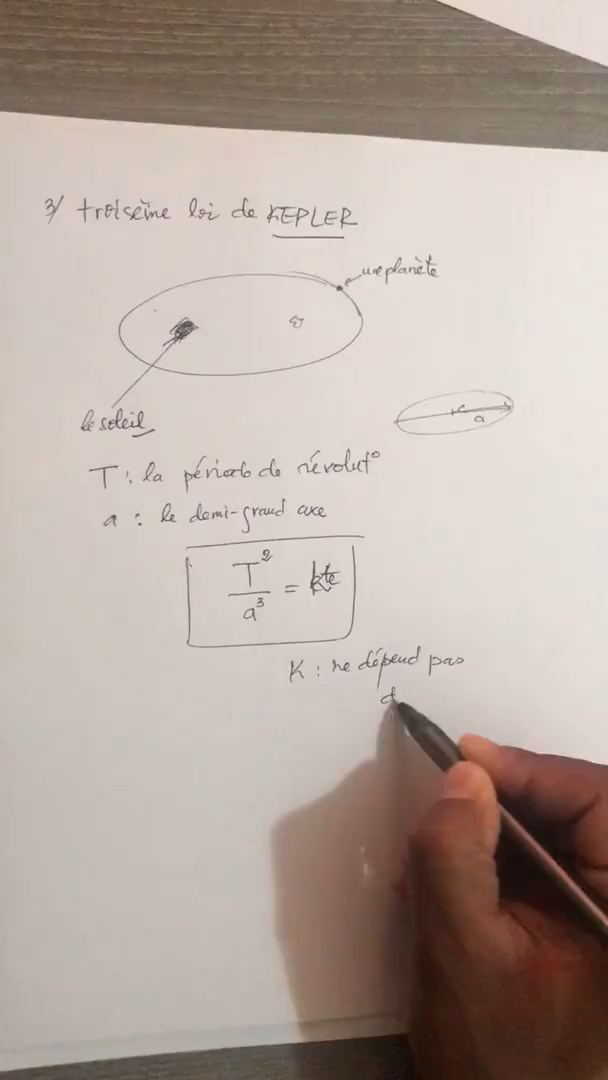 3/ troisème loi de KEPLER
une planète
le soleil
a
T : la période de révolut°
a : le demi-grand axe
T² / a³ = kte
K : ne dépend pas
d